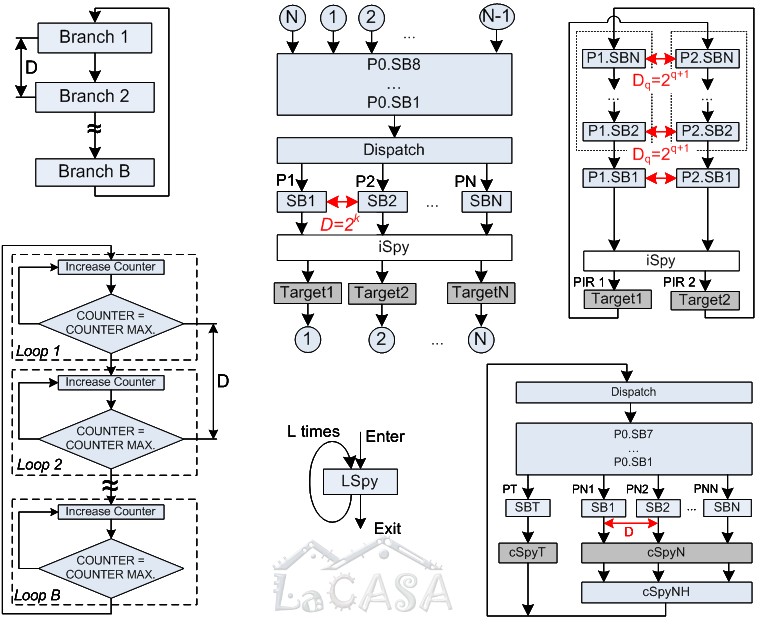 Branch 1
D
Branch 2
Branch B
N
1
2
...
N-1
P0.SB8
...
P0.SB1
Dispatch
P1
P2
PN
SB1
SB2
...
SBN
D=2^k
iSpy
Target1
Target2
TargetN
1
2
...
N
P1.SBN
P2.SBN
D_q=2^q+1
...
...
P1.SB2
P2.SB2
D_q=2^q+1
P1.SB1
P2.SB1
iSpy
PIR 1
PIR 2
Target1
Target2
Increase Counter
COUNTER =
COUNTER MAX.
Loop 1
D
Increase Counter
COUNTER =
COUNTER MAX.
Loop 2
Increase Counter
COUNTER =
COUNTER MAX.
Loop B
L times
Enter
LSpy
Exit
LaCASA
Dispatch
P0.SB7
...
P0.SB1
PT
PN1
PN2
PNN
SBT
SB1
SB2
...
SBN
D
cSpyT
cSpyN
cSpyNH